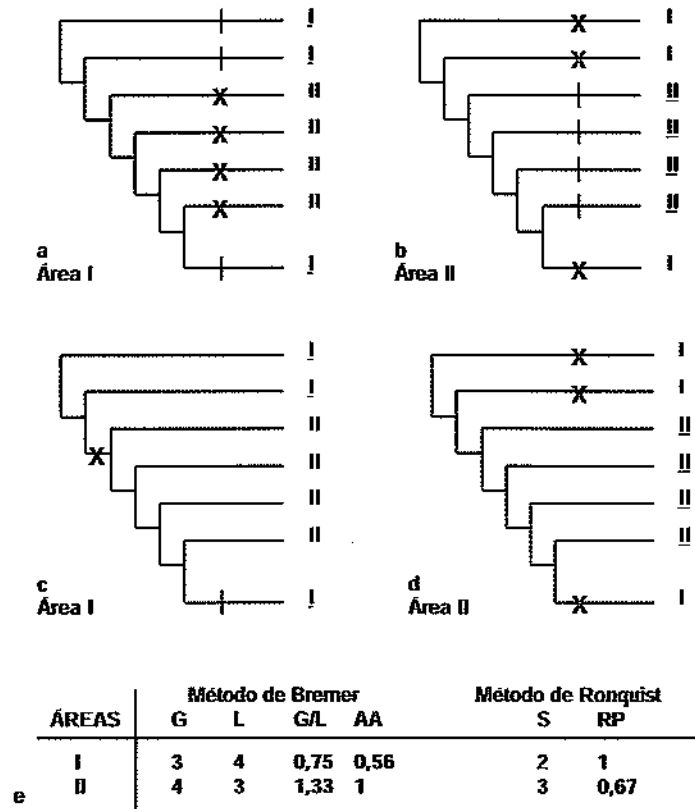 I
I
II
II
II
II
I
a
Área I
I
I
II
II
II
II
I
b
Área II
I
I
II
II
II
II
I
c
Área I
I
I
II
II
II
II
I
d
Área II
Método de Bremer Método de Ronquist
ÁREAS G L G/L AA S RP
I 3 4 0,75 0,56 2 1
II 4 3 1,33 1 3 0,67
e